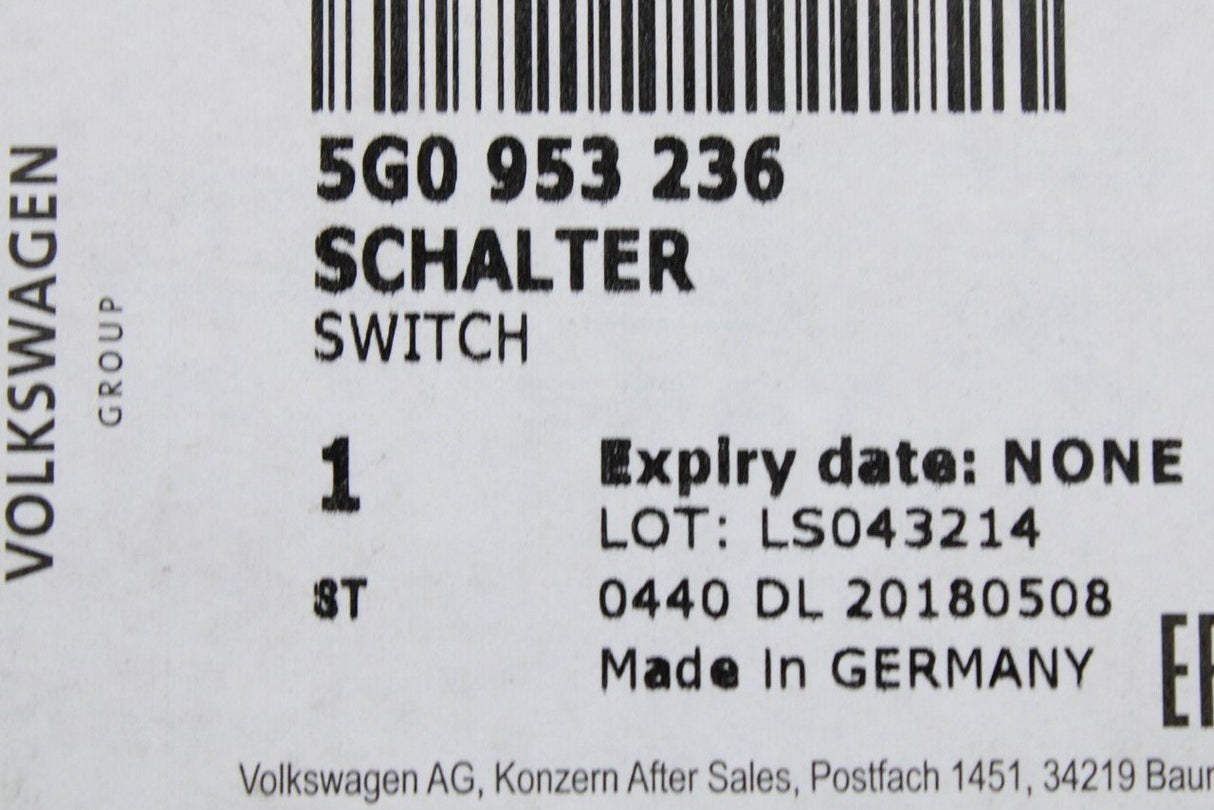 VOLKSWAGEN
GROUP
5G0 953 236
SCHALTER
SWITCH
1
Expiry date: NONE
LOT: LS043214
ST
0440 DL 20180508
Made in GERMANY
Volkswagen AG, Konzern After Sales, Postfach 1451, 34219